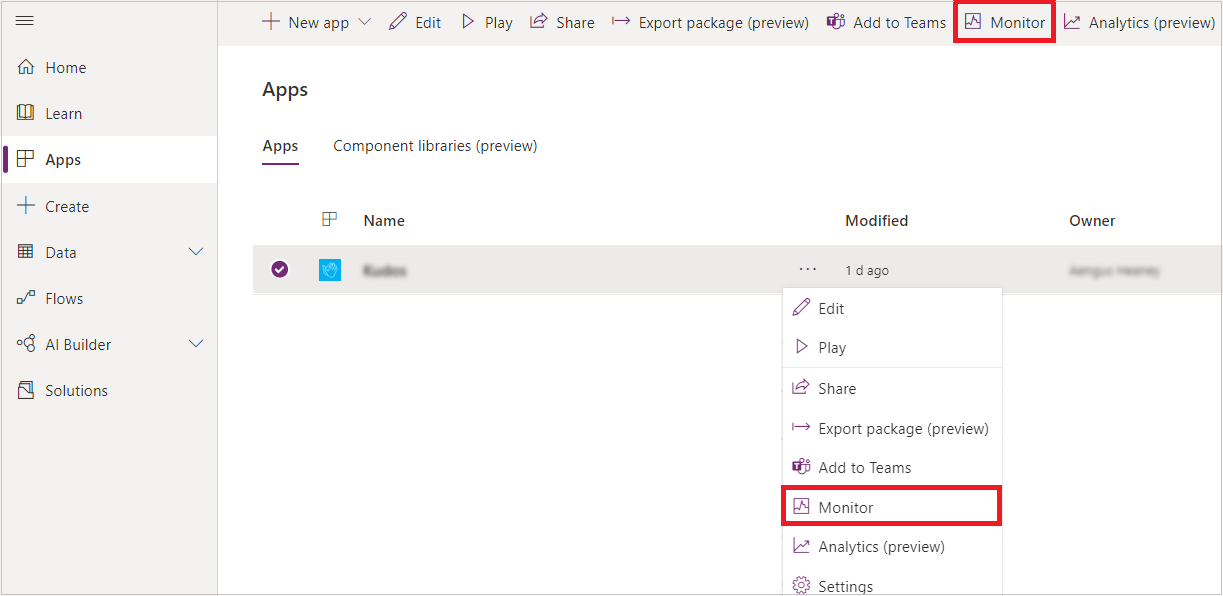 New app Edit Play Share Export package (preview) Add to Teams Monitor Analytics (preview)
Home
Learn
Apps
Create
Data
Flows
AI Builder
Solutions
Apps
Apps Component libraries (preview)
Name Modified Owner
Kudos 1 d ago
Edit
Play
Share
Export package (preview)
Add to Teams
Monitor
Analytics (preview)
Settings